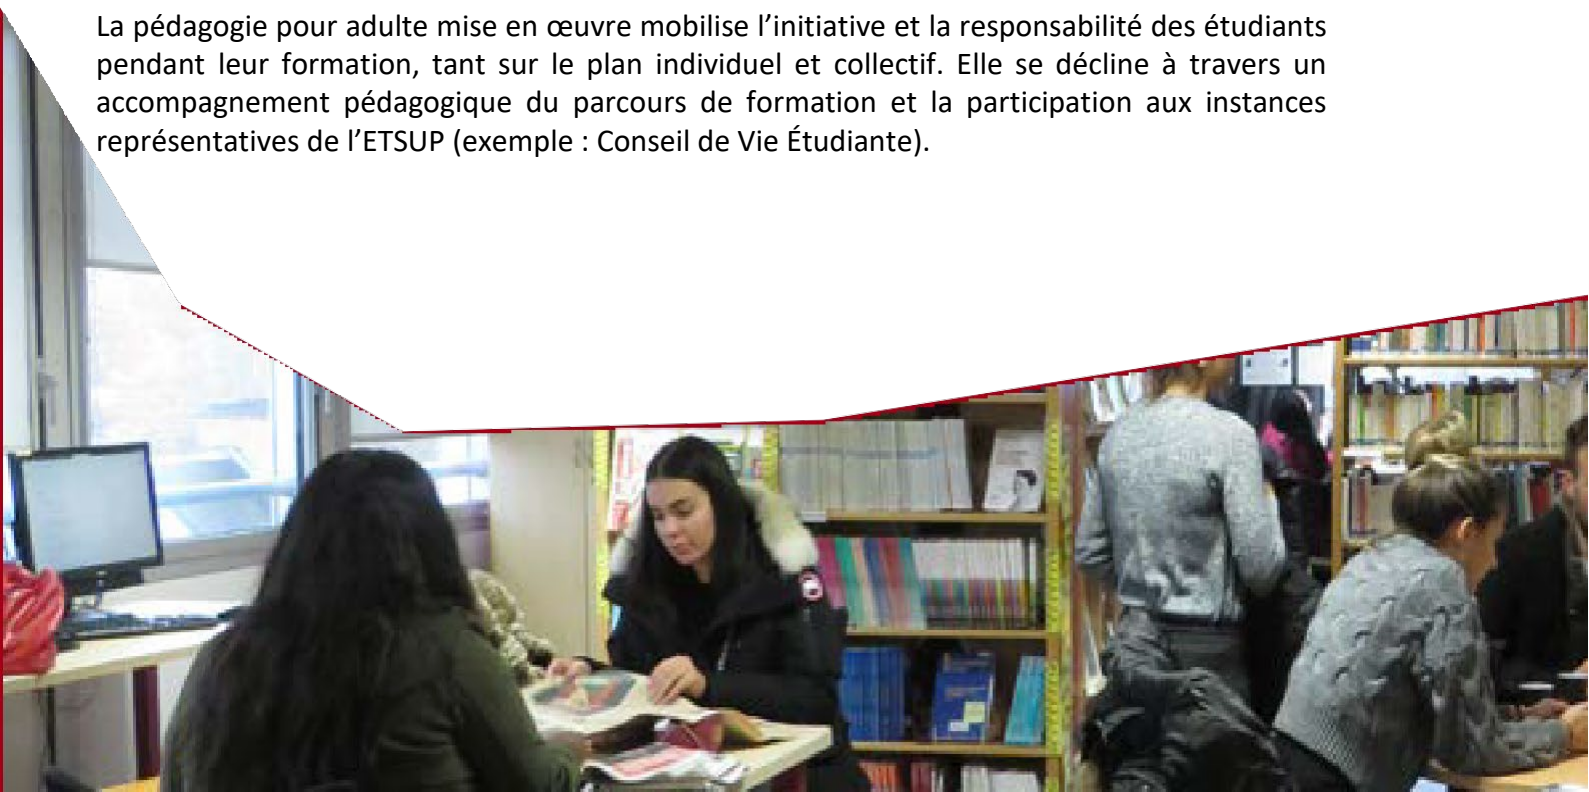 La pédagogie pour adulte mise en œuvre mobilise l’initiative et la responsabilité des étudiants
pendant leur formation, tant sur le plan individuel et collectif. Elle se décline à travers un
accompagnement pédagogique du parcours de formation et la participation aux instances
représentatives de l’ETSUP (exemple : Conseil de Vie Étudiante).